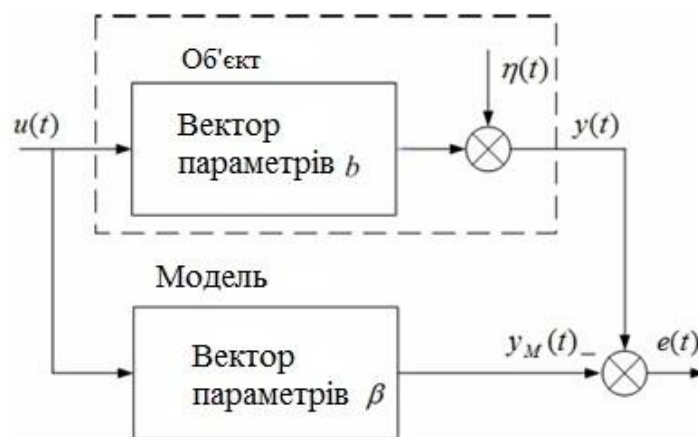 Об'єкт
η(t)
u(t)
y(t)
Вектор
параметрів b
Модель
y_M(t) –
e(t)
Вектор
параметрів β